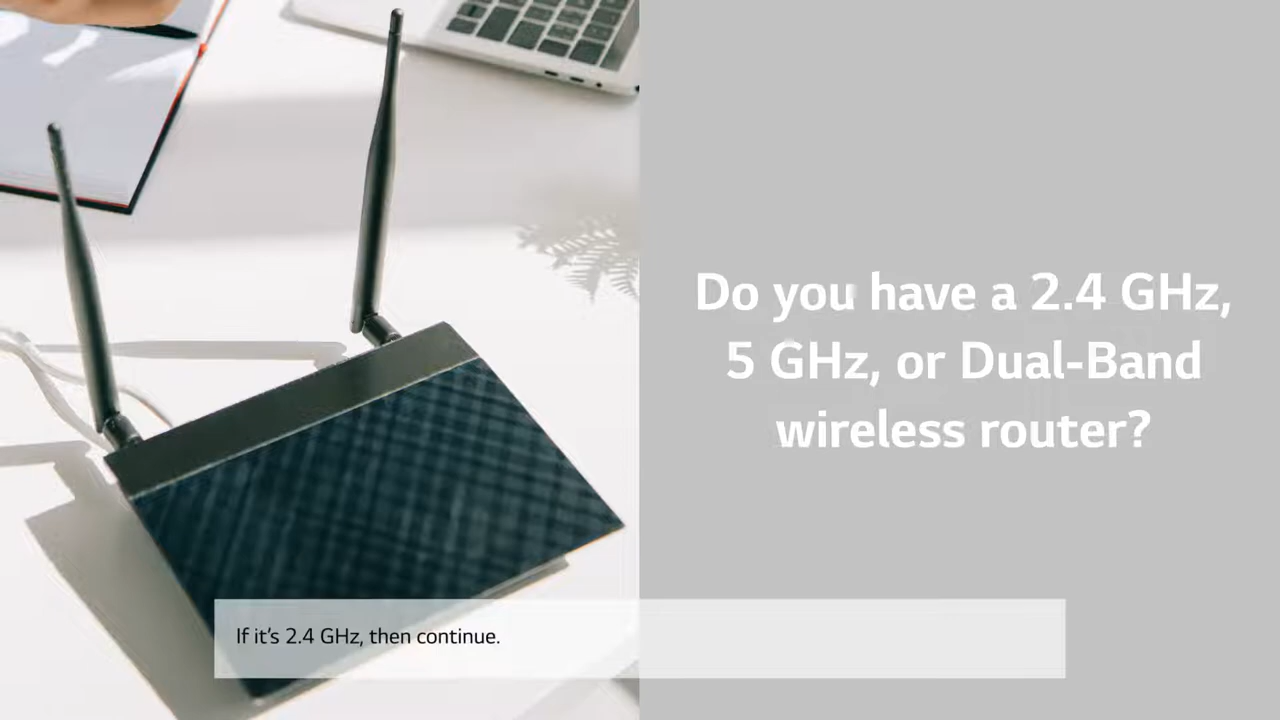 Do you have a 2.4 GHz,
5 GHz, or Dual-Band
wireless router?
If it's 2.4 GHz, then continue.